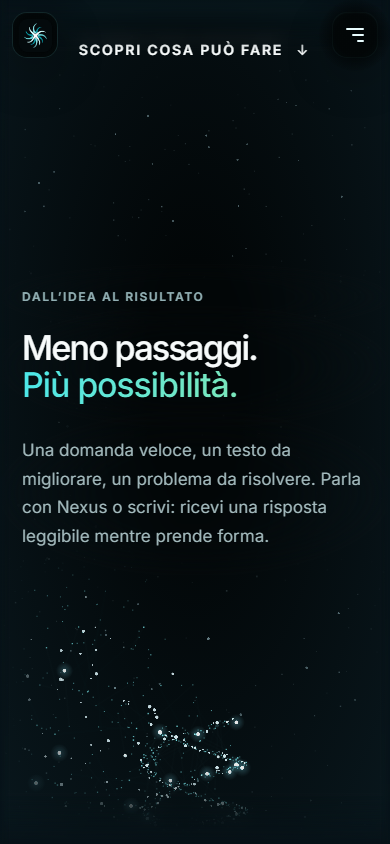 SCOPRI COSA PUÒ FARE ↓
DALL’IDEA AL RISULTATO
Meno passaggi.
Più possibilità.
Una domanda veloce, un testo da
migliorare, un problema da risolvere. Parla
con Nexus o scrivi: ricevi una risposta
leggibile mentre prende forma.